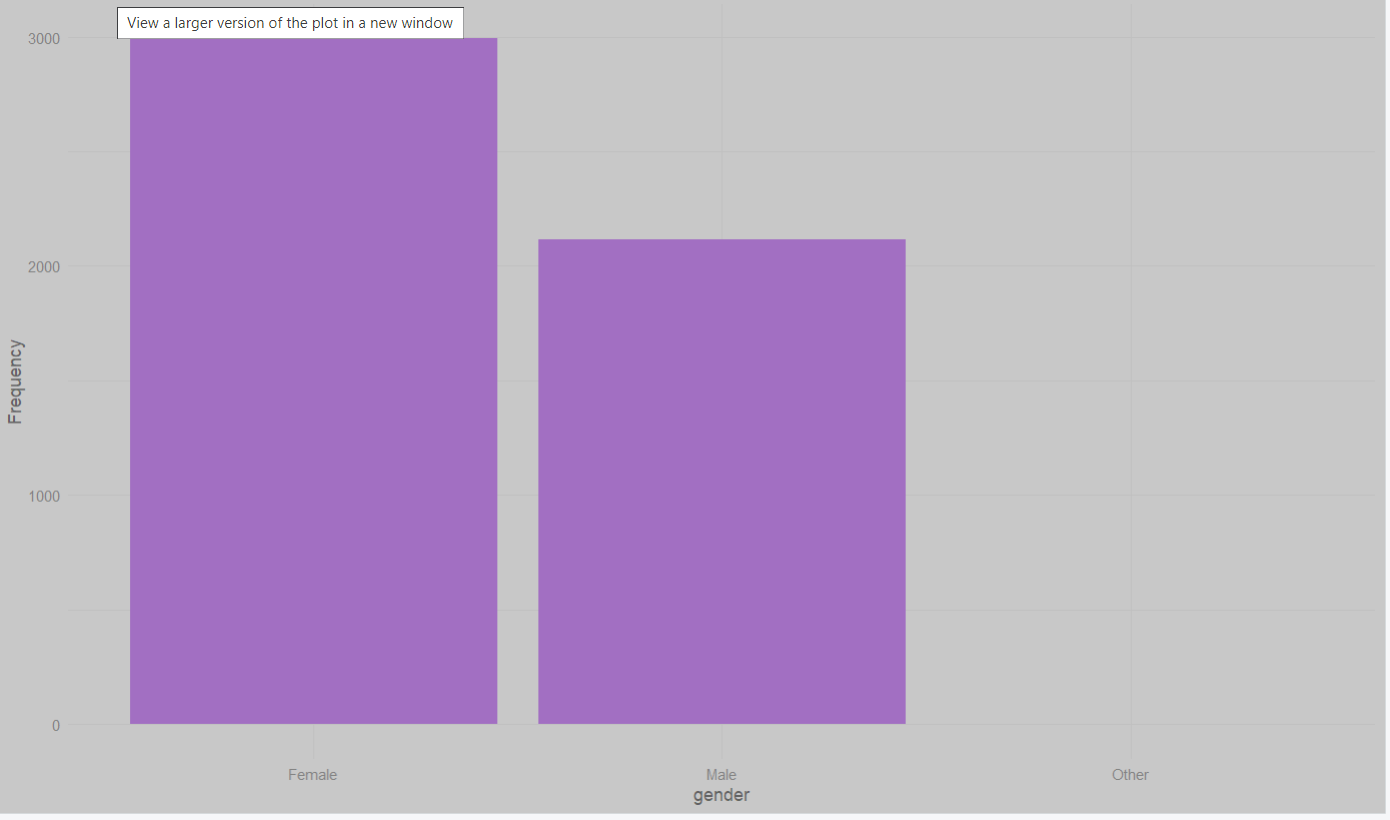 View a larger version of the plot in a new window
3000
2000
1000
0
Frequency
Female Male Other
gender